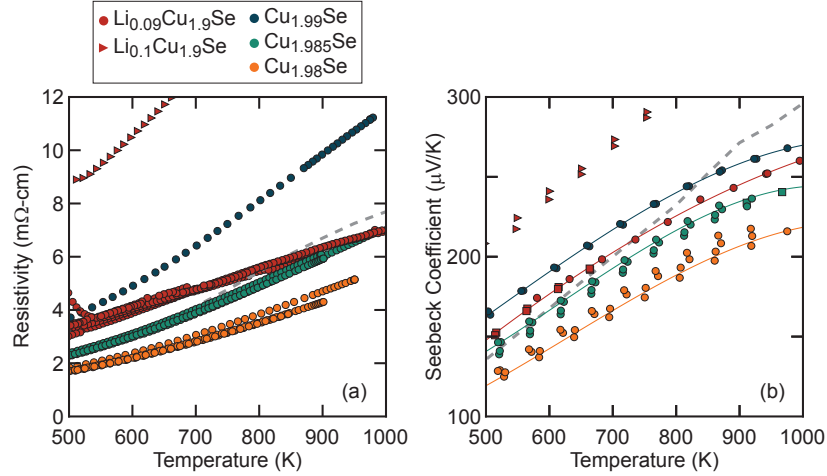 Li0.09Cu1.9Se Cu1.99Se
Li0.1Cu1.9Se Cu1.985Se
Cu1.98Se
12
10
8
6
4
2
0
Resistivity (mΩ-cm)
500 600 700 800 900 1000
Temperature (K)
(a)
300
200
100
Seebeck Coefficient (μV/K)
500 600 700 800 900 1000
Temperature (K)
(b)